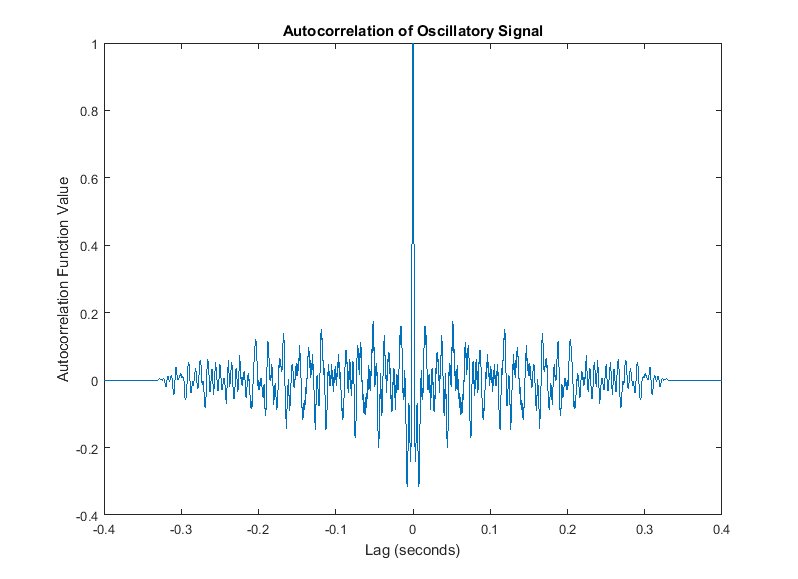 Autocorrelation of Oscillatory Signal
Autocorrelation Function Value
1
0.8
0.6
0.4
0.2
0
-0.2
-0.4
-0.4 -0.3 -0.2 -0.1 0 0.1 0.2 0.3 0.4
Lag (seconds)